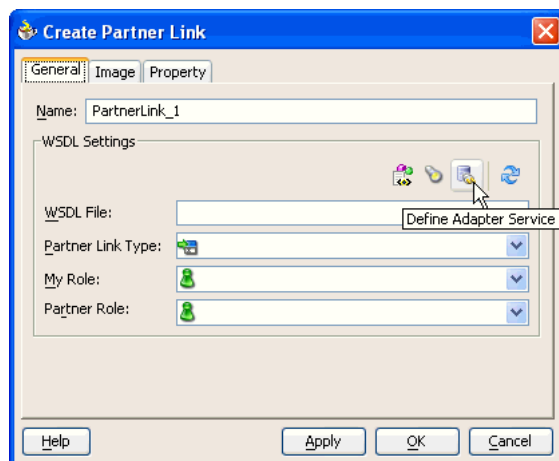 Create Partner Link
General Image Property
Name: PartnerLink_1
WSDL Settings
WSDL File:
Define Adapter Service
Partner Link Type:
My Role:
Partner Role:
Help Apply OK Cancel